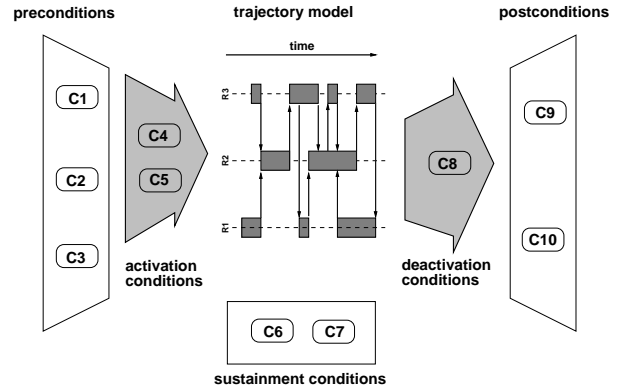 preconditions
trajectory model
postconditions
time
C1
C2
C3
C4
C5
R3
R2
R1
C8
C9
C10
activation
conditions
deactivation
conditions
C6 C7
sustainment conditions